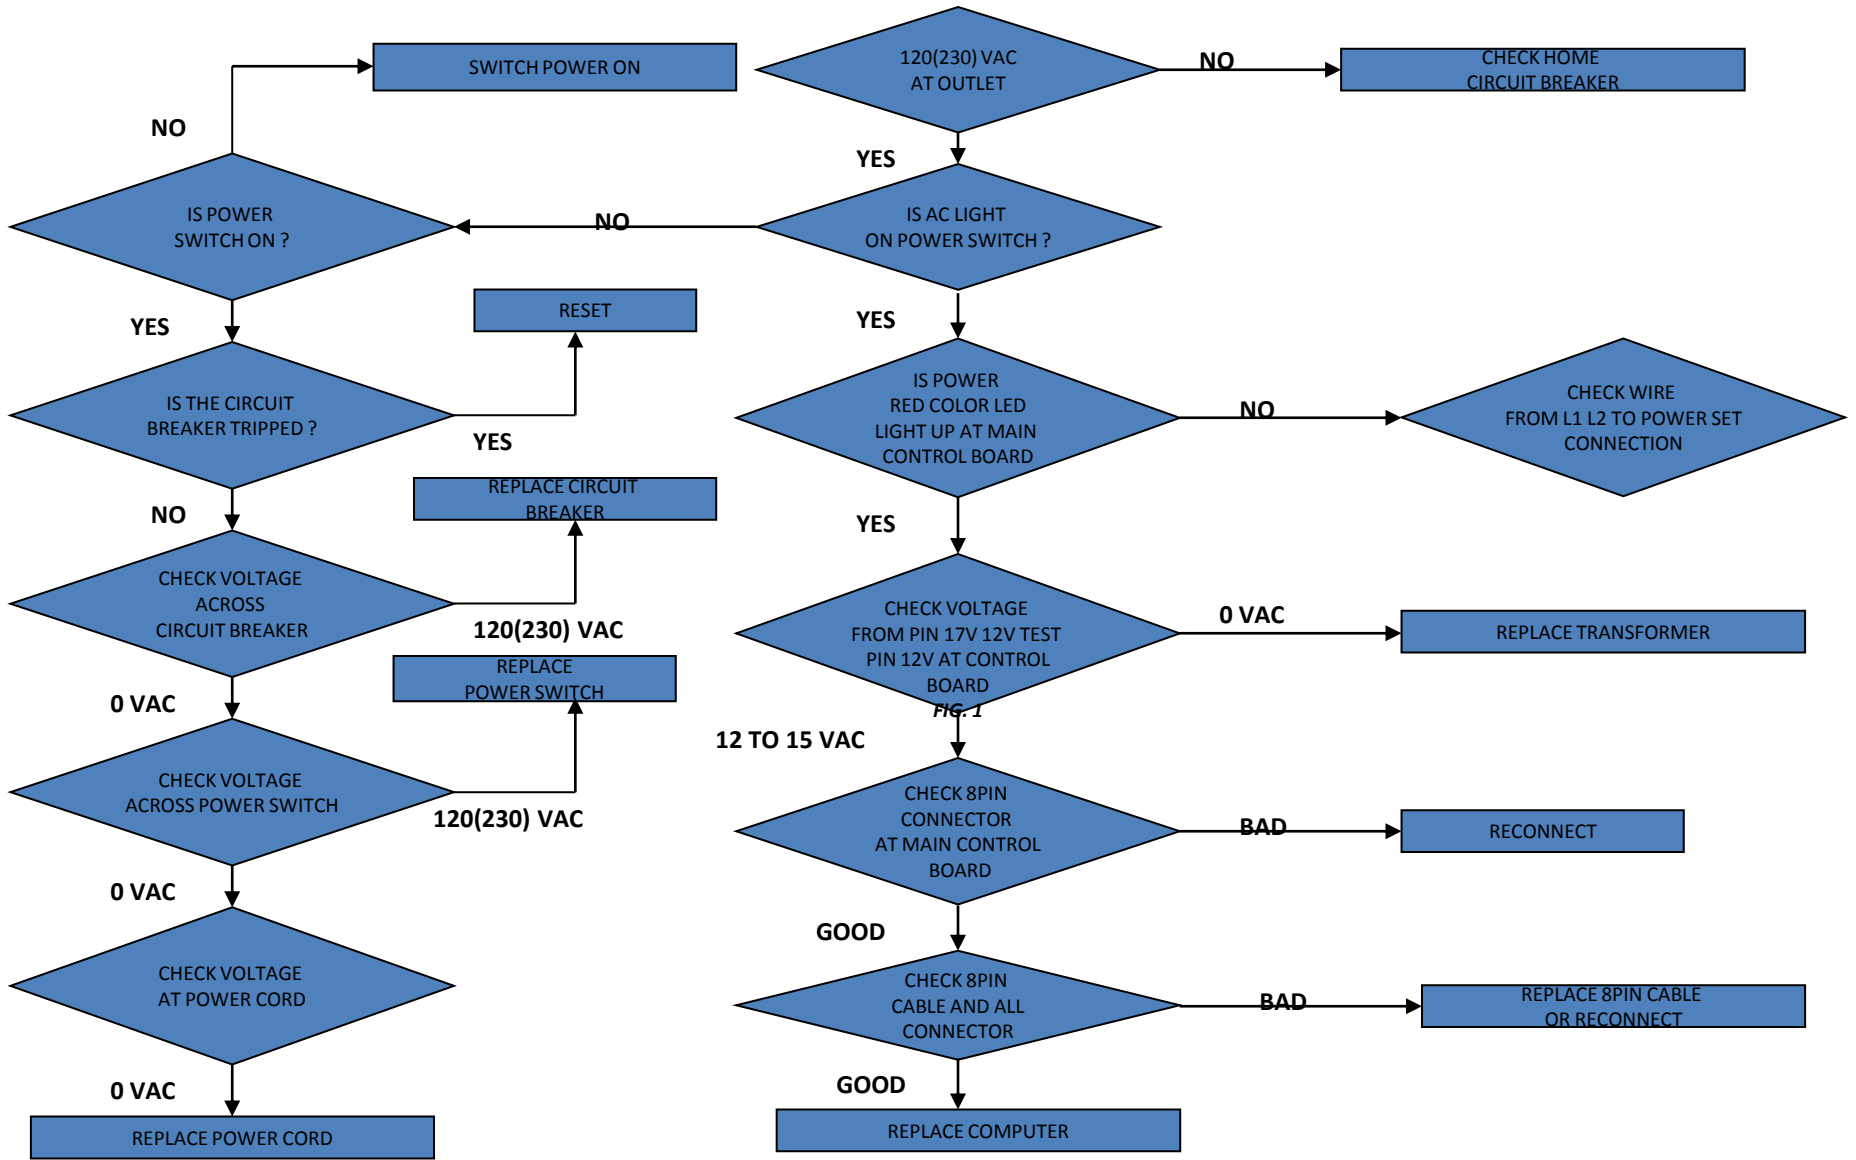 SWITCH POWER ON
120(230) VAC
AT OUTLET
NO
CHECK HOME
CIRCUIT BREAKER
NO
YES
IS POWER
SWITCH ON ?
NO
IS AC LIGHT
ON POWER SWITCH ?
YES
RESET
YES
IS THE CIRCUIT
BREAKER TRIPPED ?
YES
IS POWER
RED COLOR LED
LIGHT UP AT MAIN
CONTROL BOARD
NO
CHECK WIRE
FROM L1 L2 TO POWER SET
CONNECTION
NO
REPLACE CIRCUIT
BREAKER
YES
CHECK VOLTAGE
ACROSS
CIRCUIT BREAKER
120(230) VAC
CHECK VOLTAGE
FROM PIN 17V 12V TEST
PIN 12V AT CONTROL
BOARD
FIG. 1
0 VAC
REPLACE TRANSFORMER
0 VAC
REPLACE
POWER SWITCH
12 TO 15 VAC
CHECK VOLTAGE
ACROSS POWER SWITCH
120(230) VAC
CHECK 8PIN
CONNECTOR
AT MAIN CONTROL
BOARD
BAD
RECONNECT
0 VAC
GOOD
CHECK VOLTAGE
AT POWER CORD
CHECK 8PIN
CABLE AND ALL
CONNECTOR
BAD
REPLACE 8PIN CABLE
OR RECONNECT
0 VAC
GOOD
REPLACE POWER CORD
REPLACE COMPUTER